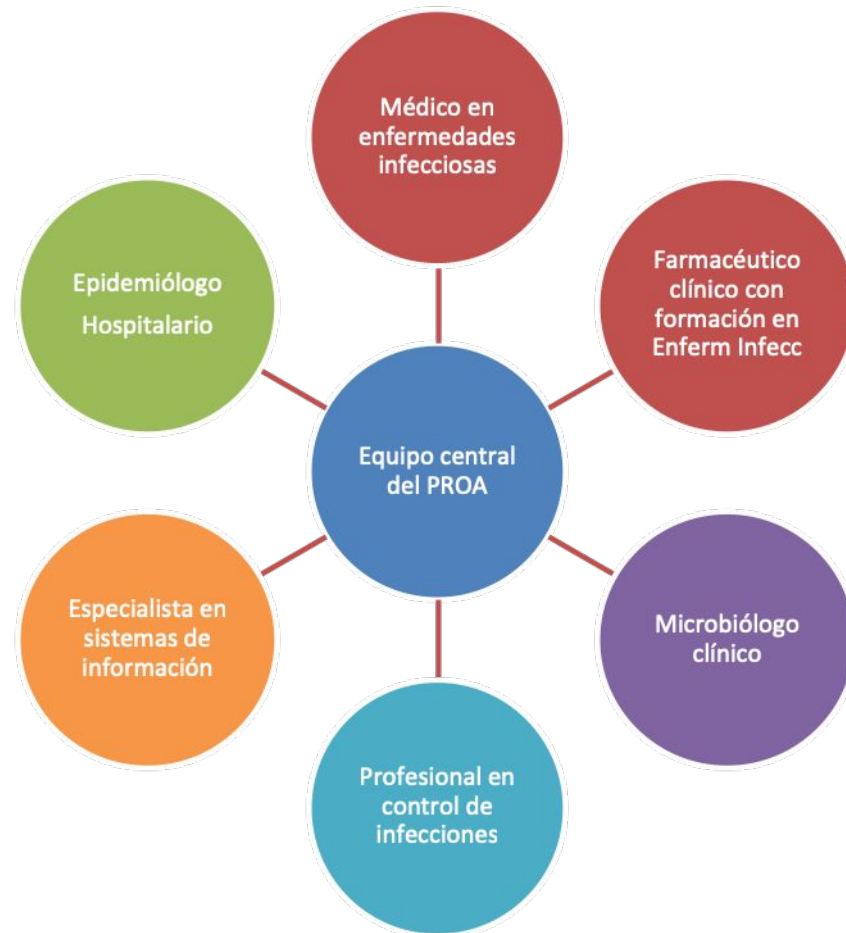 Médico en
enfermedades
infecciosas
Farmacéutico
clínico con
formación en
Enferm Infecc
Epidemiólogo
Hospitalario
Equipo central
del PROA
Especialista en
sistemas de
información
Microbiólogo
clínico
Profesional en
control de
infecciones